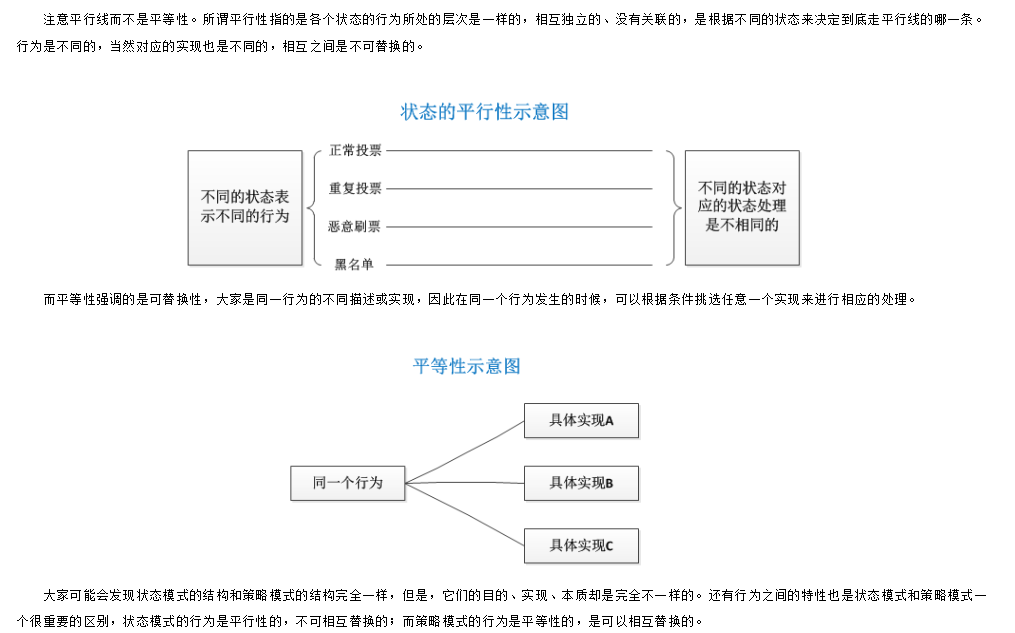 注意平行线而不是平等性。所谓平行性指的是各个状态的行为所处的层次是一样的，相互独立的、没有关联的，是根据不同的状态来决定到底走平行线的哪一条。
行为是不同的，当然对应的实现也是不同的，相互之间是不可替换的。
状态的平行性示意图
不同的状态表
示不同的行为
正常投票
重复投票
恶意刷票
黑名单
不同的状态对
应的状态处理
是不相同的
而平等性强调的是可替换性，大家是同一行为的不同描述或实现，因此在同一个行为发生的时候，可以根据条件挑选任意一个实现来进行相应的处理。
平等性示意图
同一个行为
具体实现A
具体实现B
具体实现C
大家可能会发现状态模式的结构和策略模式的结构完全一样，但是，它们的目的、实现、本质却是完全不一样的。还有行为之间的特性也是状态模式和策略模式一
个很重要的区别，状态模式的行为是平行性的，不可相互替换的；而策略模式的行为是平等性的，是可以相互替换的。